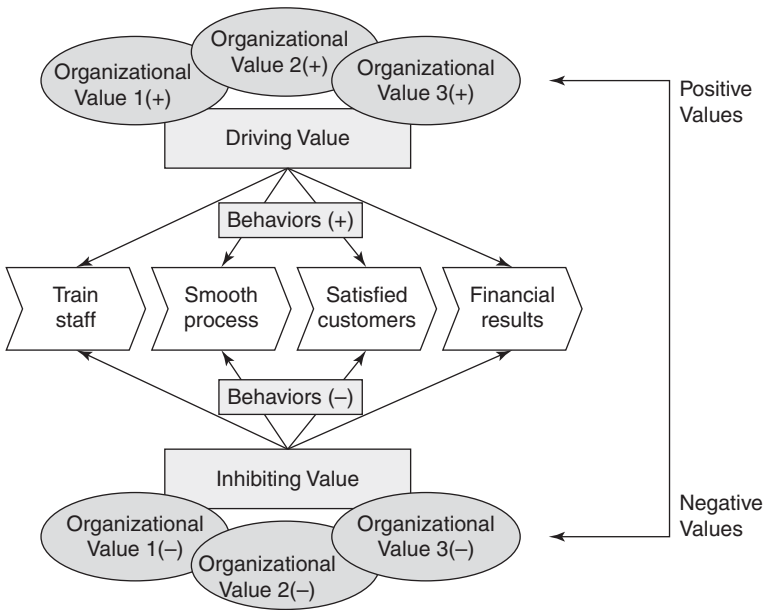 Organizational
Value 1(+)
Organizational
Value 2(+)
Organizational
Value 3(+)
Positive
Values
Driving Value
Behaviors (+)
Train
staff
Smooth
process
Satisfied
customers
Financial
results
Behaviors (–)
Inhibiting Value
Organizational
Value 1(–)
Organizational
Value 2(–)
Organizational
Value 3(–)
Negative
Values